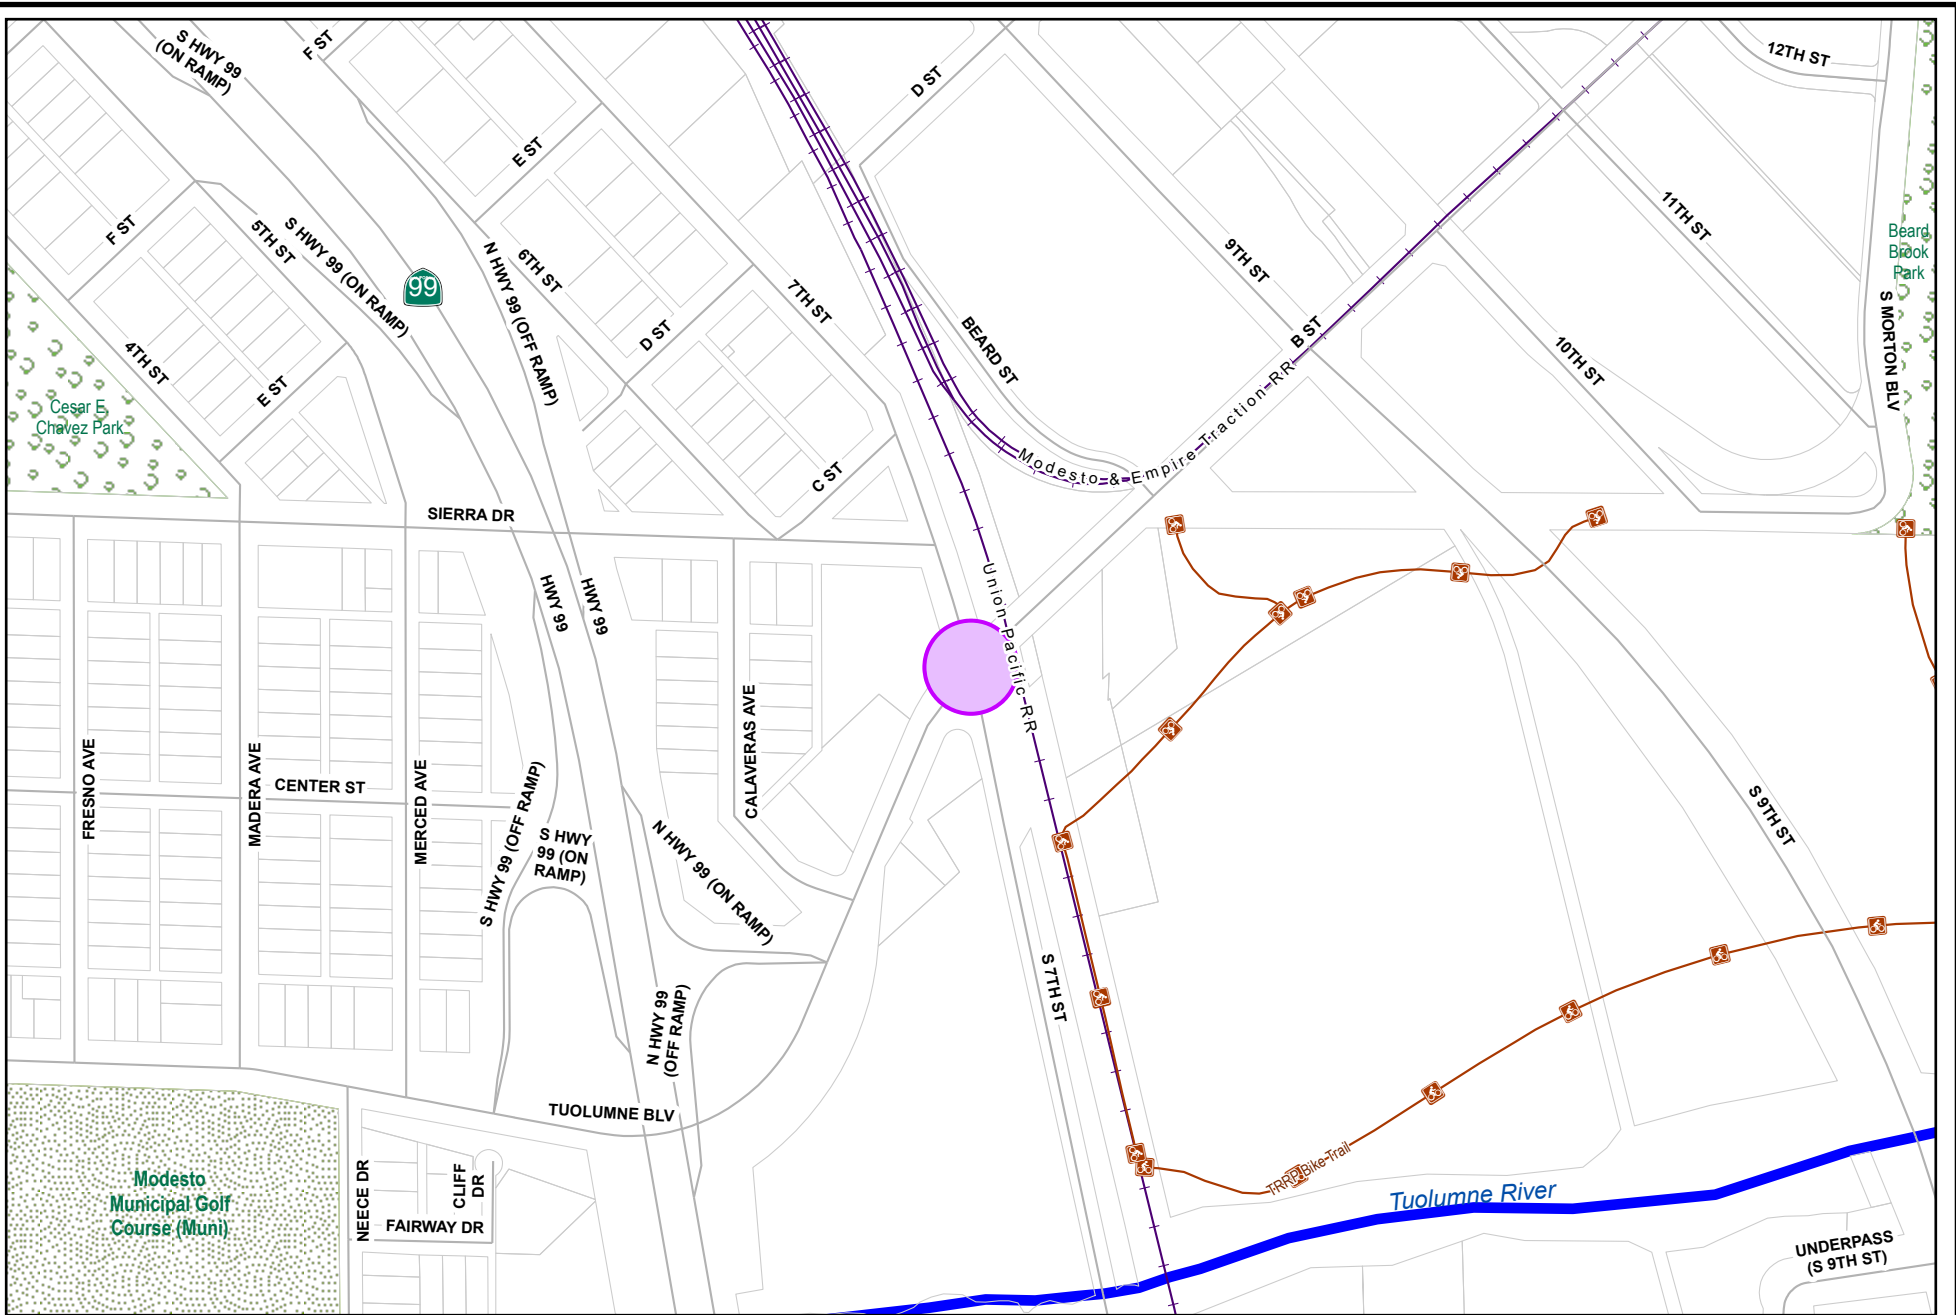 S HWY 99
(ON RAMP)
F ST
D ST
12TH ST
E ST
F ST
5TH ST
S HWY 99 (ON RAMP)
99
N HWY 99 (OFF RAMP)
6TH ST
7TH ST
D ST
BEARD ST
9TH ST
B ST
11TH ST
Beard
Brook
Park
S MORTON BLV
10TH ST
4TH ST
E ST
Cesar E.
Chavez Park
C ST
Modesto & Empire Traction RR
SIERRA DR
HWY 99
HWY 99
Union Pacific RR
FRESNO AVE
MADERA AVE
CENTER ST
MERCED AVE
S HWY 99 (OFF RAMP)
S HWY
99 (ON
RAMP)
N HWY 99 (ON RAMP)
CALAVERAS AVE
S 9TH ST
S 7TH ST
N HWY 99
(OFF RAMP)
TUOLUMNE BLV
Modesto
Municipal Golf
Course (Muni)
NEECE DR
CLIFF
DR
FAIRWAY DR
TRRP Bike Trail
Tuolumne River
UNDERPASS
(S 9TH ST)